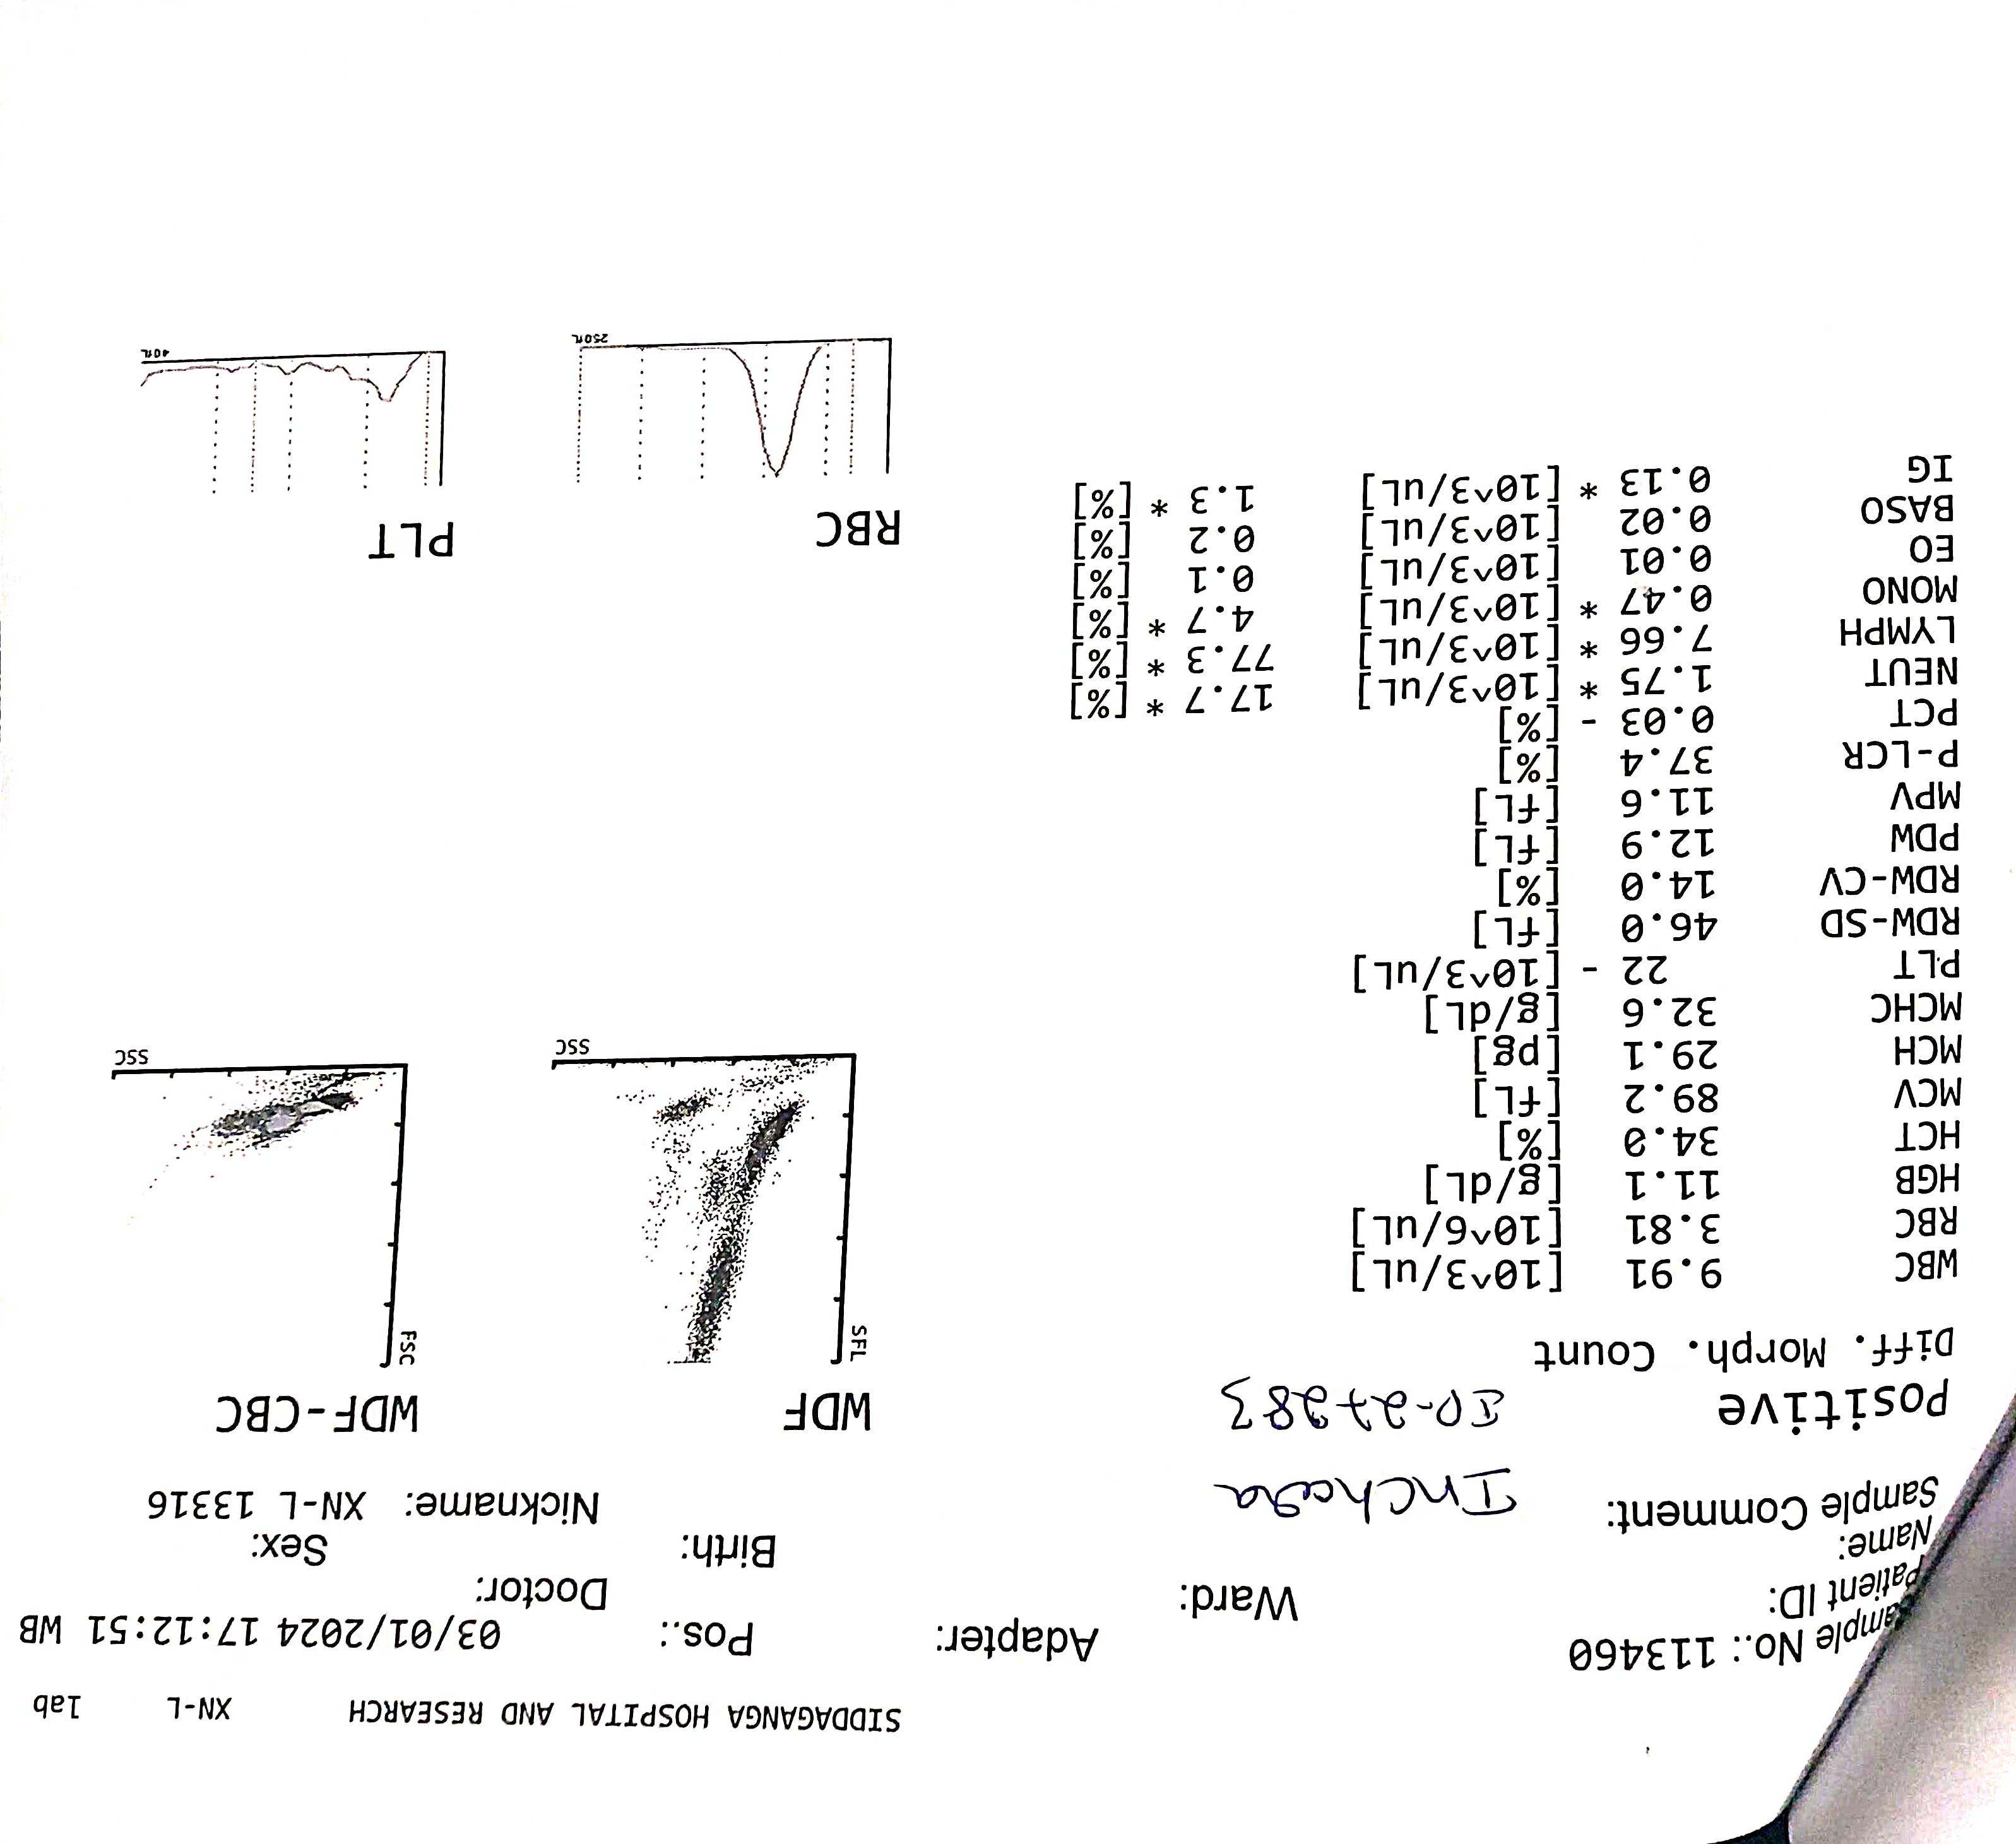 SIDDAGANGA HOSPITAL AND RESEARCH XN-L lab
ample No.: 113460 Adapter: Pos.: 03/01/2024 17:12:51 WB
Patient ID: Ward: Doctor:
Name: Birth: Sex:
Sample Comment: Nickname: XN-L 13316
Inchara
IP-27283
Positive
Diff. Morph. Count
WBC 9.91 [10^3/uL]
RBC 3.81 [10^6/uL]
HGB 11.1 [g/dL]
HCT 34.0 [%]
MCV 89.2 [fL]
MCH 29.1 [pg]
MCHC 32.6 [g/dL]
PLT 22 - [10^3/uL]
RDW-SD 46.0 [fL]
RDW-CV 14.0 [%]
PDW 12.9 [fL]
MPV 11.6 [fL]
P-LCR 37.4 [%]
PCT 0.03 - [%]
NEUT 1.75 * [10^3/uL] 17.7 * [%]
LYMPH 7.66 * [10^3/uL] 77.3 * [%]
MONO 0.47 * [10^3/uL] 4.7 * [%]
EO 0.01 [10^3/uL] 0.1 [%]
BASO 0.02 [10^3/uL] 0.2 [%]
IG 0.13 * [10^3/uL] 1.3 * [%]
WDF WDF-CBC
SFL FSC
SSC SSC
RBC PLT
250fL 40fL